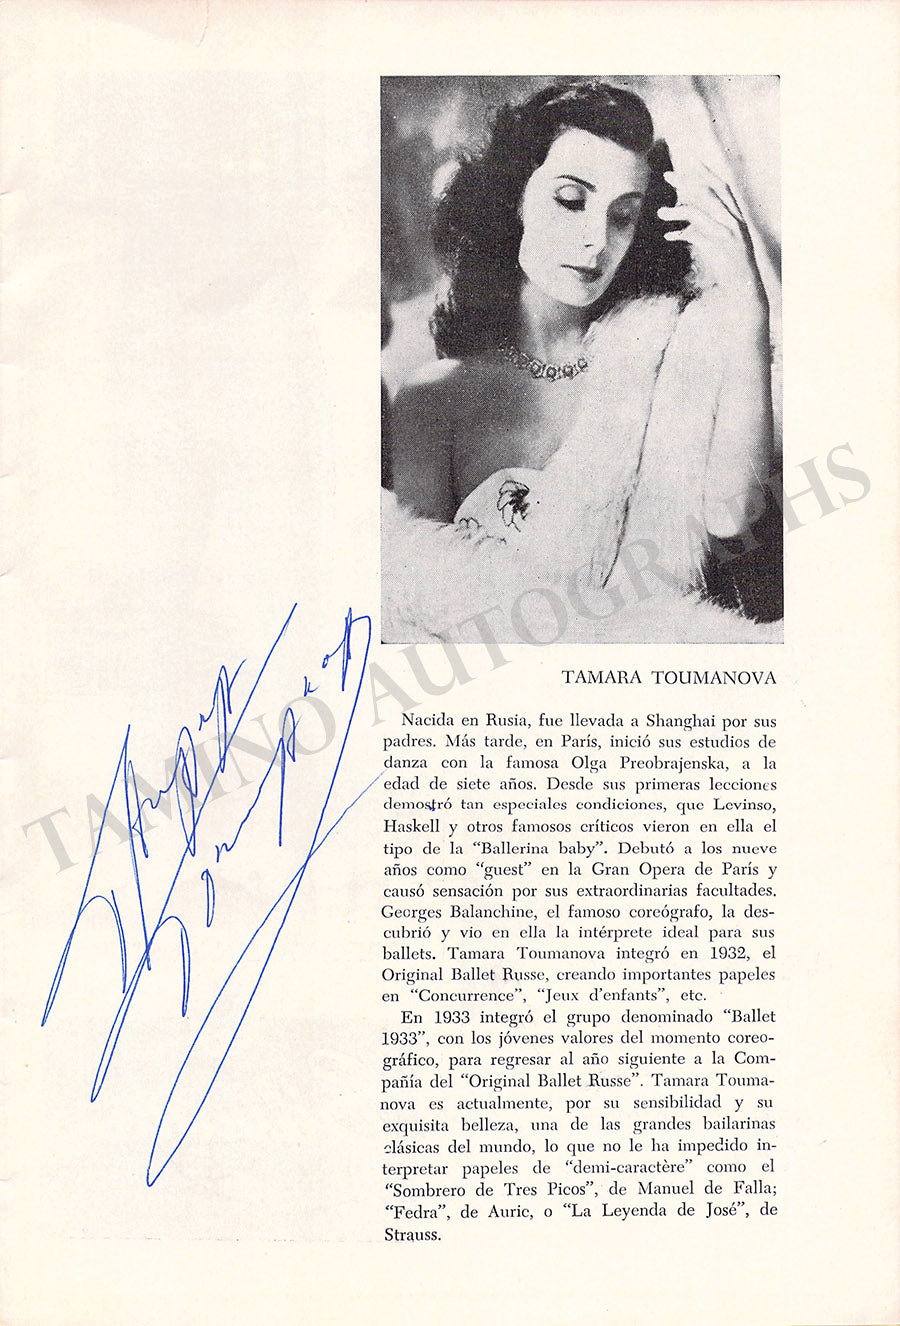 TAMARA TOUMANOVA
Nacida en Rusia, fue llevada a Shanghai por sus
padres. Más tarde, en París, inició sus estudios de
danza con la famosa Olga Preobrajenska, a la
edad de siete años. Desde sus primeras lecciones
demostró tan especiales condiciones, que Levinso,
Haskell y otros famosos críticos vieron en ella el
tipo de la “Ballerina baby”. Debutó a los nueve
años como “guest” en la Gran Opera de París y
causó sensación por sus extraordinarias facultades.
Georges Balanchine, el famoso coreógrafo, la des-
cubrió y vio en ella la intérprete ideal para sus
ballets. Tamara Toumanova integró en 1932, el
Original Ballet Russe, creando importantes papeles
en “Concurrence”, “Jeux d’enfants”, etc.
En 1933 integró el grupo denominado “Ballet
1933”, con los jóvenes valores del momento coreo-
gráfico, para regresar al año siguiente a la Com-
pañía del “Original Ballet Russe”. Tamara Touma-
nova es actualmente, por su sensibilidad y su
exquisita belleza, una de las grandes bailarinas
clásicas del mundo, lo que no le ha impedido in-
terpretar papeles de “demi-caractère” como el
“Sombrero de Tres Picos”, de Manuel de Falla;
“Fedra”, de Auric, o “La Leyenda de José”, de
Strauss.
Tamara
Toumanova
TAMINO AUTOGRAPHS